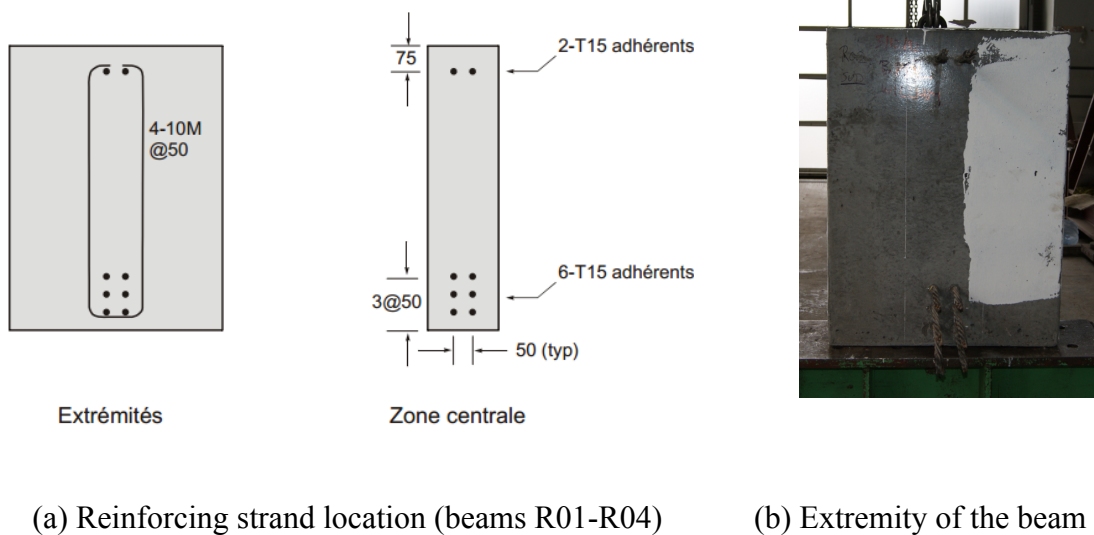 75
2-T15 adhérents
4-10M
@50
6-T15 adhérents
3@50
50 (typ)
Extrémités
Zone centrale
(a) Reinforcing strand location (beams R01-R04)
(b) Extremity of the beam